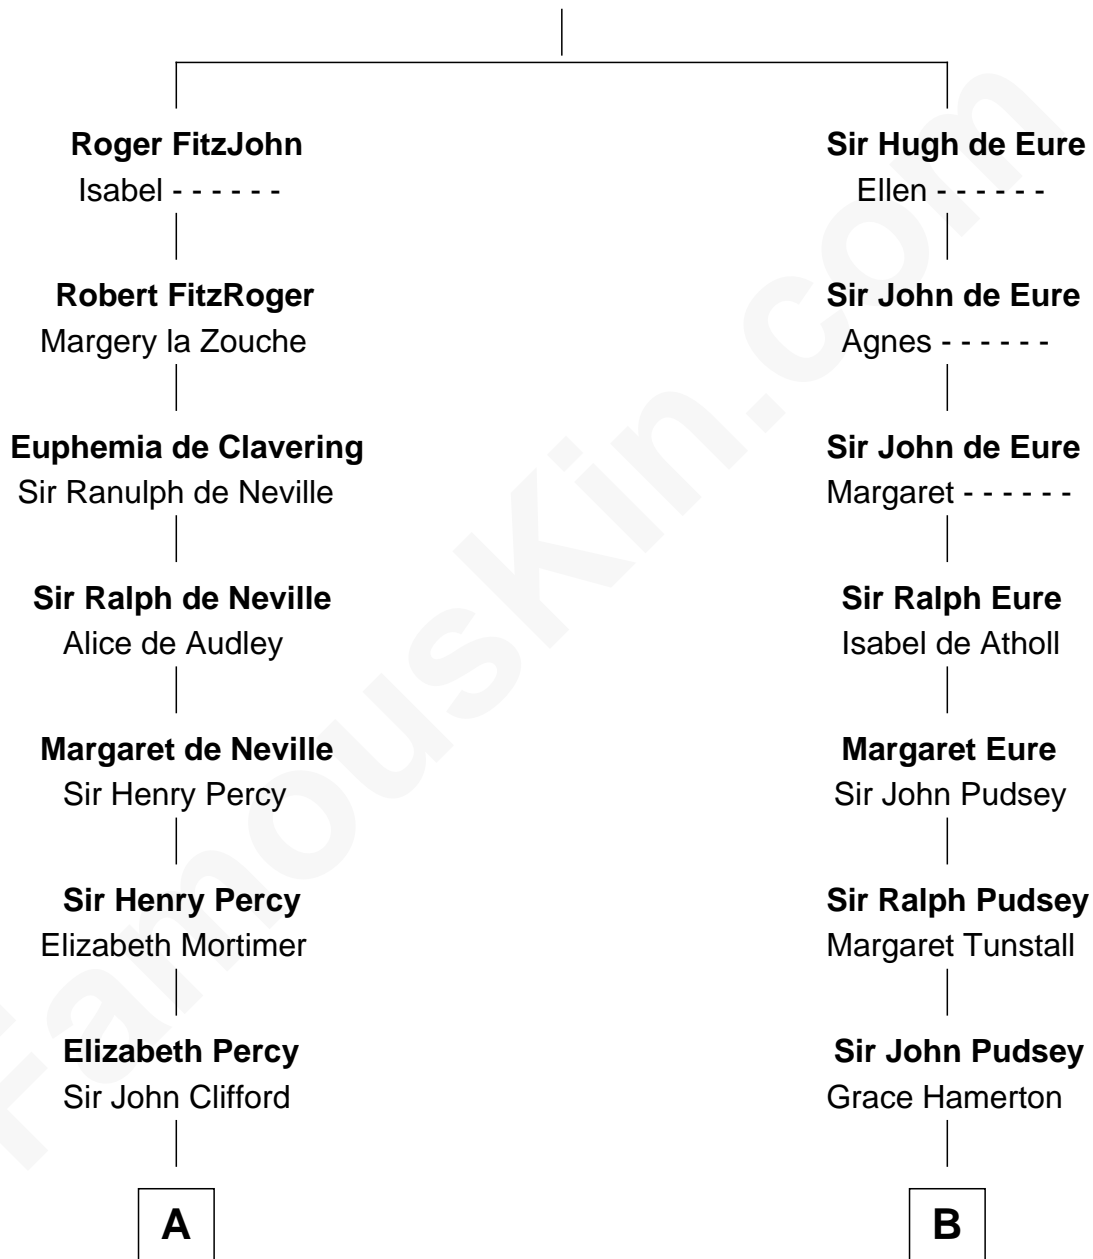 Roger FitzJohn
Isabel - - - - - -
Robert FitzRoger
Margery la Zouche
Euphemia de Clavering
Sir Ranulph de Neville
Sir Ralph de Neville
Alice de Audley
Margaret de Neville
Sir Henry Percy
Sir Henry Percy
Elizabeth Mortimer
Elizabeth Percy
Sir John Clifford
A
Sir Hugh de Eure
Ellen - - - - - -
Sir John de Eure
Agnes - - - - - -
Sir John de Eure
Margaret - - - - - -
Sir Ralph Eure
Isabel de Atholl
Margaret Eure
Sir John Pudsey
Sir Ralph Pudsey
Margaret Tunstall
Sir John Pudsey
Grace Hamerton
B
FamousKin.com